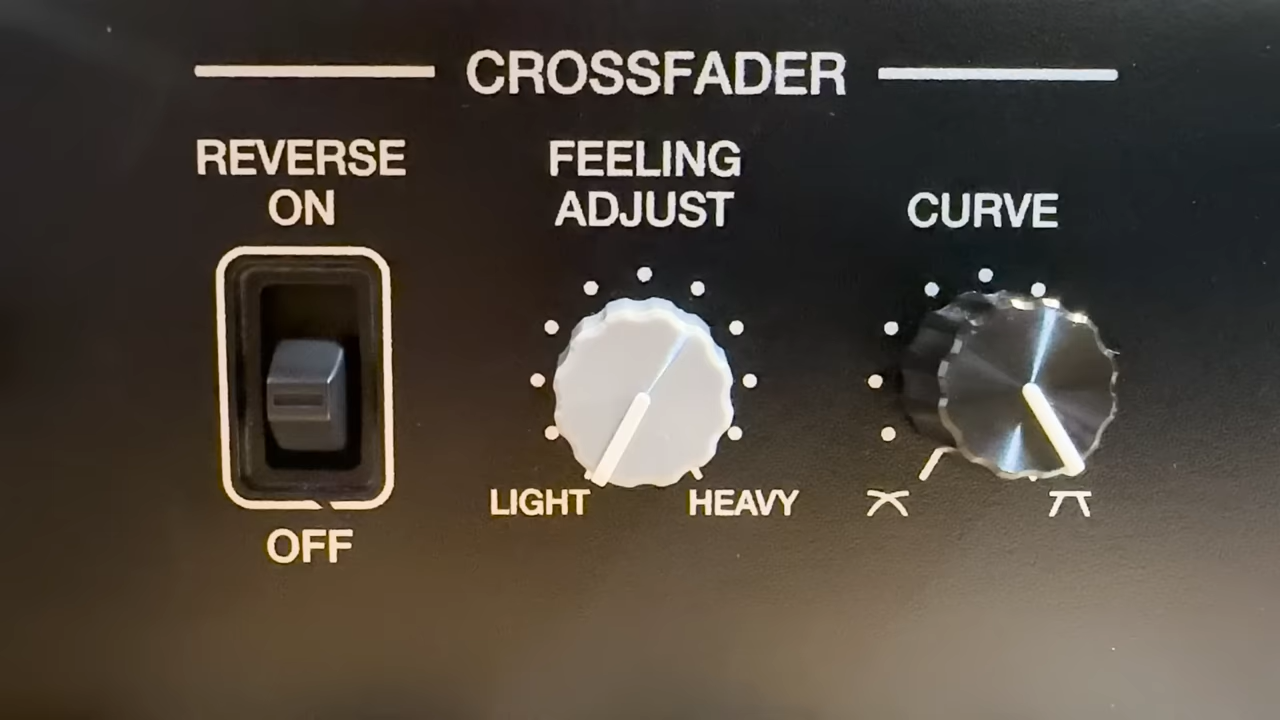 CROSSFADER
REVERSE
ON
FEELING
ADJUST
CURVE
LIGHT
HEAVY
OFF